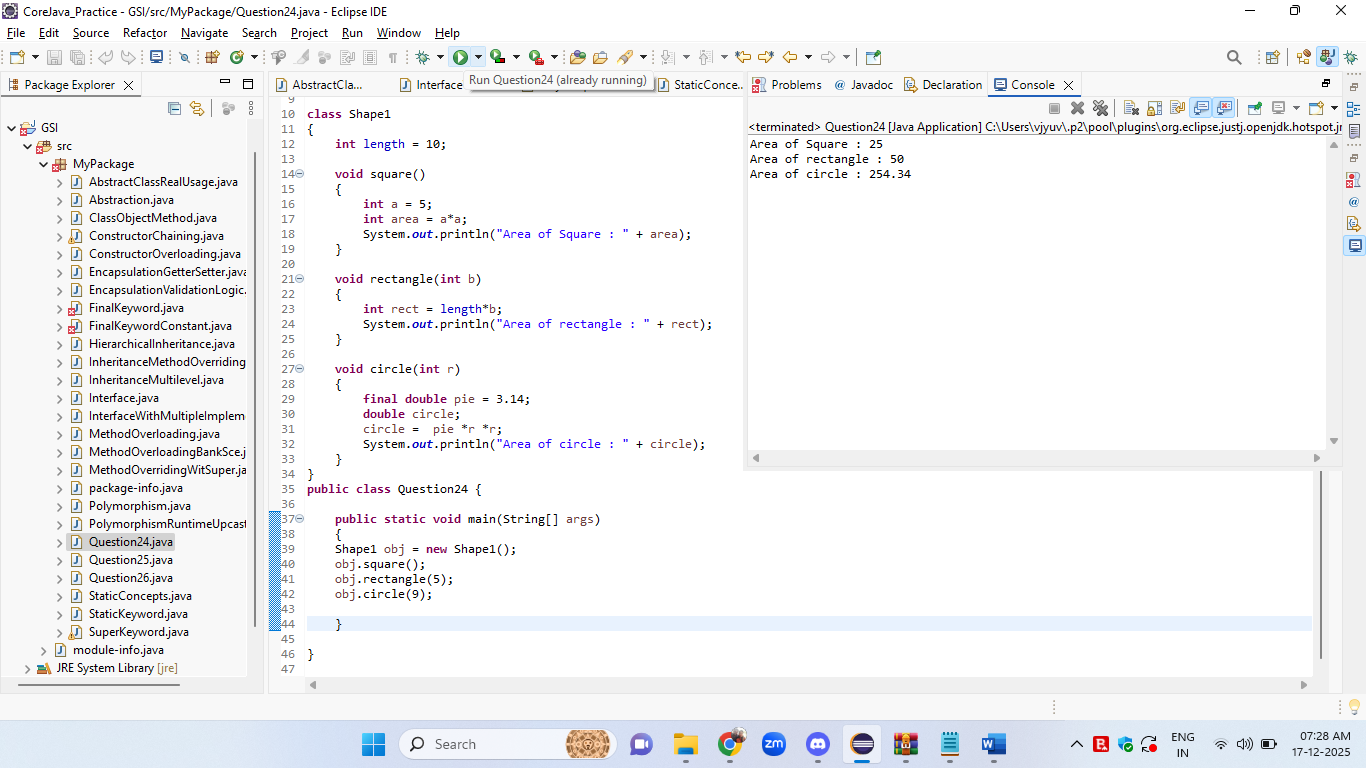 CoreJava_Practice - GSI/src/MyPackage/Question24.java - Eclipse IDE
File Edit Source Refactor Navigate Search Project Run Window Help
Package Explorer
AbstractCla...
Interface
Run Question24 (already running)
StaticConce...
Problems
@ Javadoc
Declaration
Console
GSI
src
MyPackage
AbstractClassRealUsage.java
Abstraction.java
ClassObjectMethod.java
ConstructorChaining.java
ConstructorOverloading.java
EncapsulationGetterSetter.java
EncapsulationValidationLogic.
FinalKeyword.java
FinalKeywordConstant.java
HierarchicalInheritance.java
InheritanceMethodOverriding
InheritanceMultilevel.java
Interface.java
InterfaceWithMultipleImplem
MethodOverloading.java
MethodOverloadingBankSce.j
MethodOverridingWitSuper.ja
package-info.java
Polymorphism.java
PolymorphismRuntimeUpcast
Question24.java
Question25.java
Question26.java
StaticConcepts.java
StaticKeyword.java
SuperKeyword.java
module-info.java
JRE System Library [jre]
9
10 class Shape1
11 {
12 int length = 10;
13
14 void square()
15 {
16 int a = 5;
17 int area = a*a;
18 System.out.println("Area of Square : " + area);
19 }
20
21 void rectangle(int b)
22 {
23 int rect = length*b;
24 System.out.println("Area of rectangle : " + rect);
25 }
26
27 void circle(int r)
28 {
29 final double pie = 3.14;
30 double circle;
31 circle =  pie *r *r;
32 System.out.println("Area of circle : " + circle);
33 }
34 }
35 public class Question24 {
36
37 public static void main(String[] args)
38 {
39 Shape1 obj = new Shape1();
40 obj.square();
41 obj.rectangle(5);
42 obj.circle(9);
43
44 }
45
46 }
47
<terminated> Question24 [Java Application] C:\Users\vjyuv\.p2\pool\plugins\org.eclipse.justj.openjdk.hotspot.jr
Area of Square : 25
Area of rectangle : 50
Area of circle : 254.34
Search
zm
W
ENG
IN
07:28 AM
17-12-2025